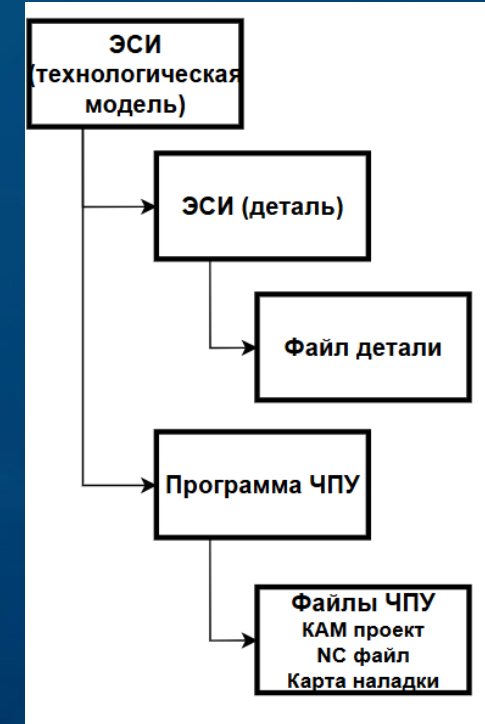 ЭСИ
(технологическая
модель)
ЭСИ (деталь)
Файл детали
Программа ЧПУ
Файлы ЧПУ
КАМ проект
NC файл
Карта наладки